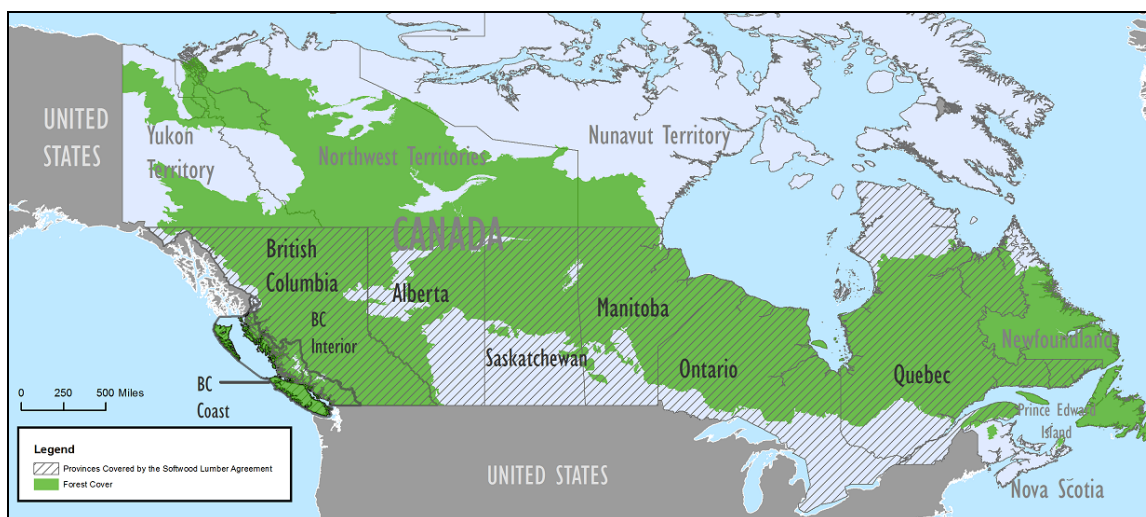 UNITED
STATES
Yukon
Territory
Northwest Territories
Nunavut Territory
CANADA
British
Columbia
Alberta
BC
Interior
Manitoba
Saskatchewan
Ontario
Quebec
Newfoundland
Prince Edward
Island
Nova Scotia
BC
Coast
0 250 500 Miles
UNITED STATES
Legend
Provinces Covered by the Softwood Lumber Agreement
Forest Cover